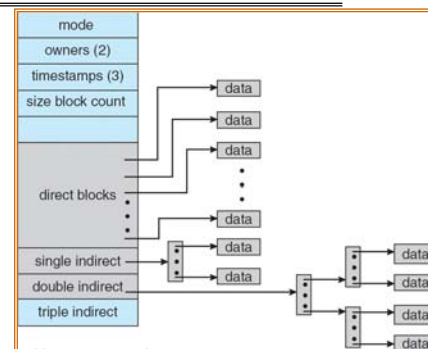 mode
owners (2)
timestamps (3)
size block count
data
data
data
direct blocks
data
data
single indirect
data
double indirect
triple indirect
data
data
data
data